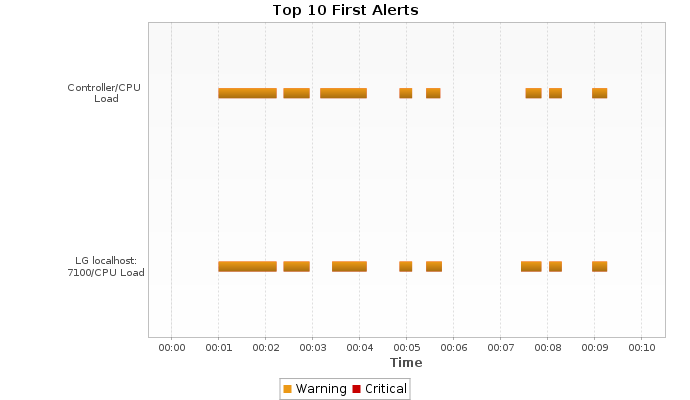 Top 10 First Alerts
Controller/CPU
Load
LG localhost:
7100/CPU Load
00:00 00:01 00:02 00:03 00:04 00:05 00:06 00:07 00:08 00:09 00:10
Time
Warning Critical